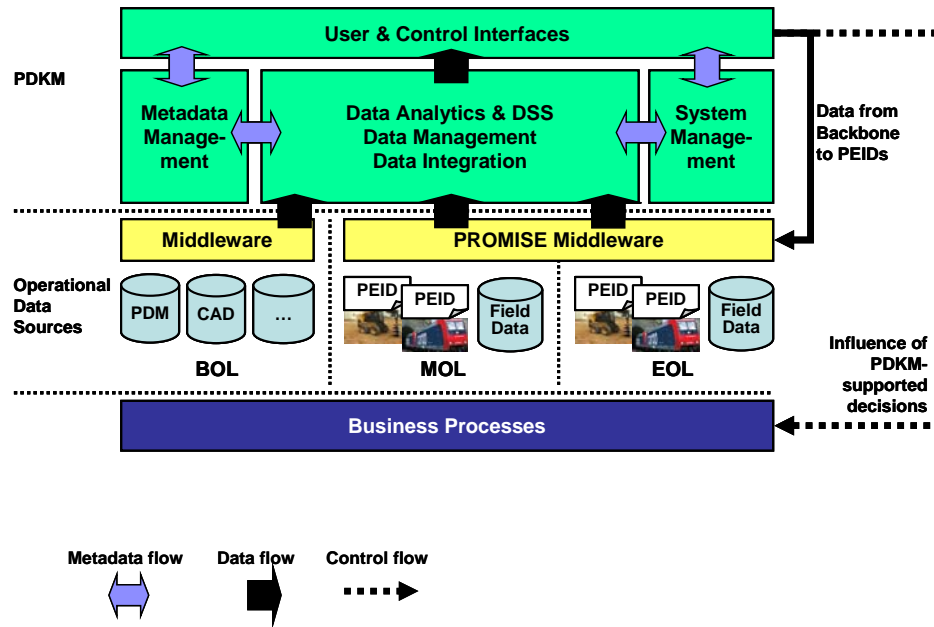 User & Control Interfaces
PDKM
Metadata
Manage-
ment
Data Analytics & DSS
Data Management
Data Integration
System
Manage-
ment
Data from
Backbone
to PEIDs
Middleware
PROMISE Middleware
Operational
Data
Sources
PDM
CAD
...
PEID
PEID
Field
Data
PEID
PEID
Field
Data
BOL
MOL
EOL
Influence of
PDKM-
supported
decisions
Business Processes
Metadata flow
Data flow
Control flow